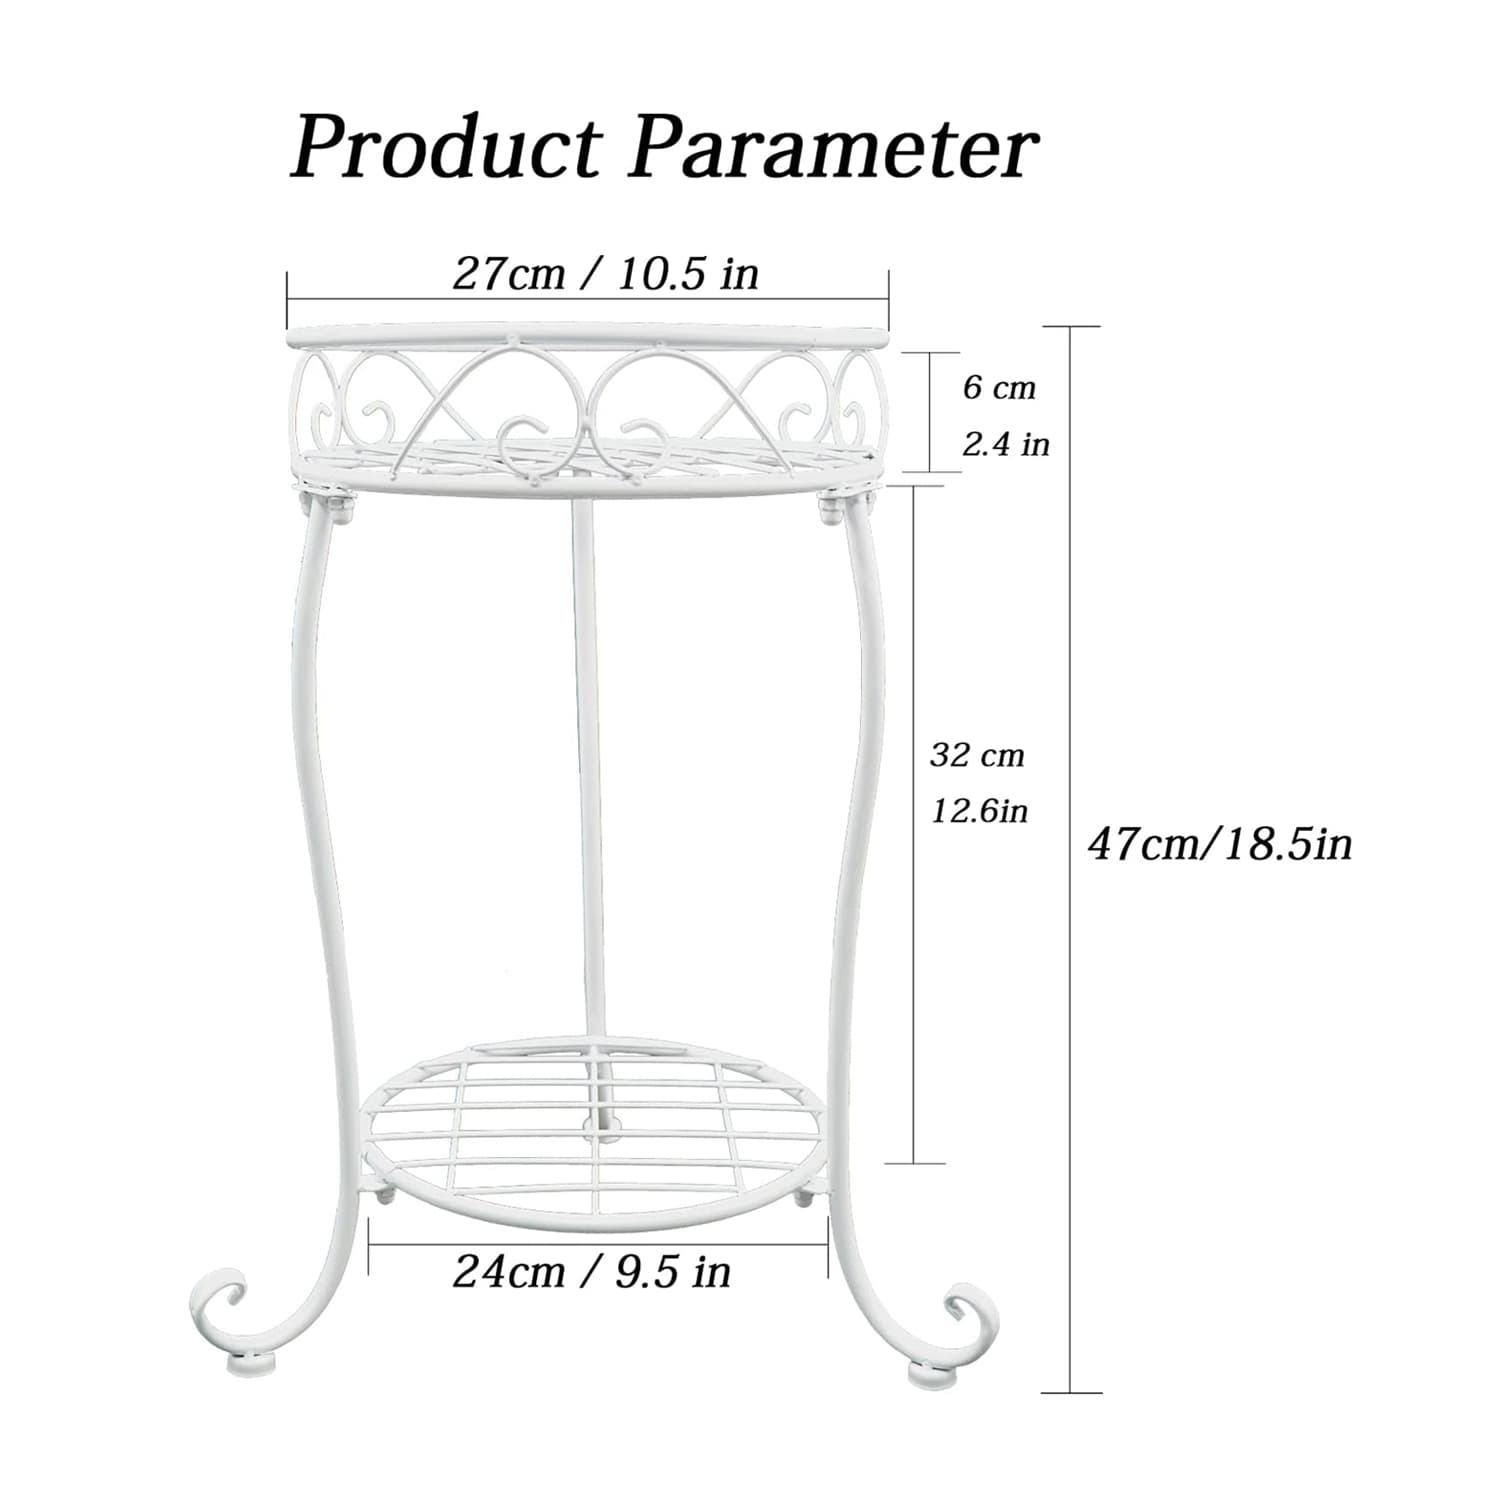 Product Parameter
27cm / 10.5 in
6 cm
2.4 in
32 cm
12.6in
47cm/18.5in
24cm / 9.5 in